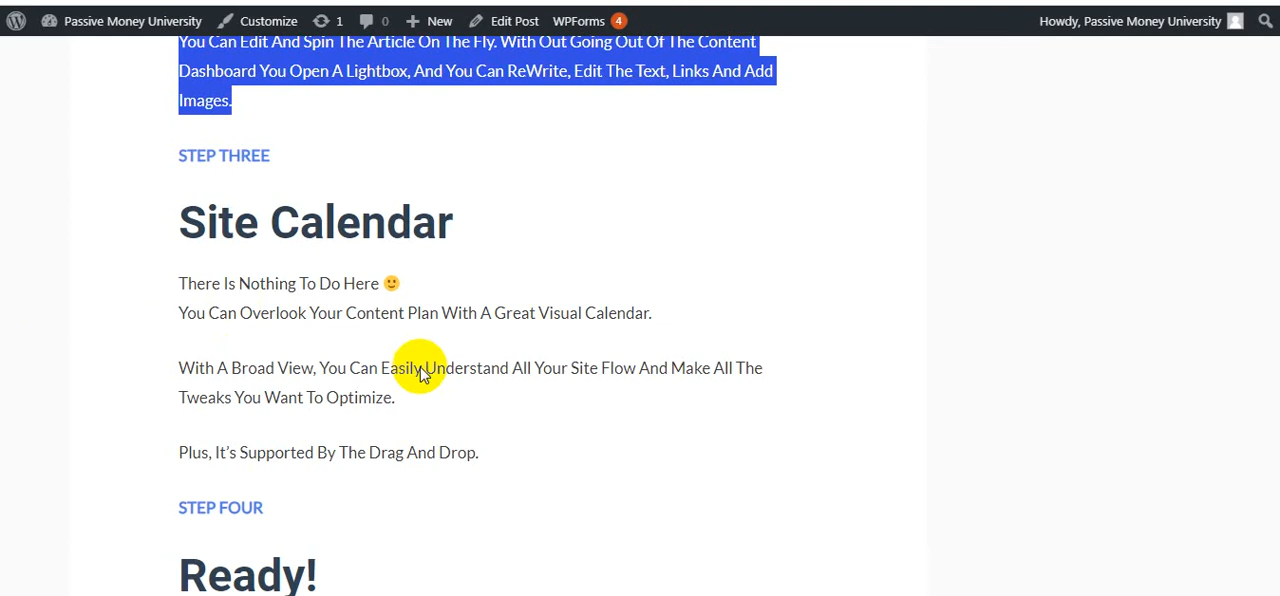 Passive Money University Customize 1 0 New Edit Post WPForms 4 Howdy, Passive Money University
You Can Edit And Spin The Article On The Fly. With Out Going Out Of The Content
Dashboard You Open A Lightbox, And You Can ReWrite, Edit The Text, Links And Add
Images.
STEP THREE
Site Calendar
There Is Nothing To Do Here 🙂
You Can Overlook Your Content Plan With A Great Visual Calendar.
With A Broad View, You Can Easily Understand All Your Site Flow And Make All The
Tweaks You Want To Optimize.
Plus, It’s Supported By The Drag And Drop.
STEP FOUR
Ready!